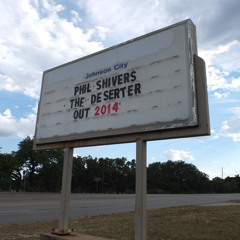 Johnson City
PHIL SHIVERS
THE DESERTER
OUT 2014